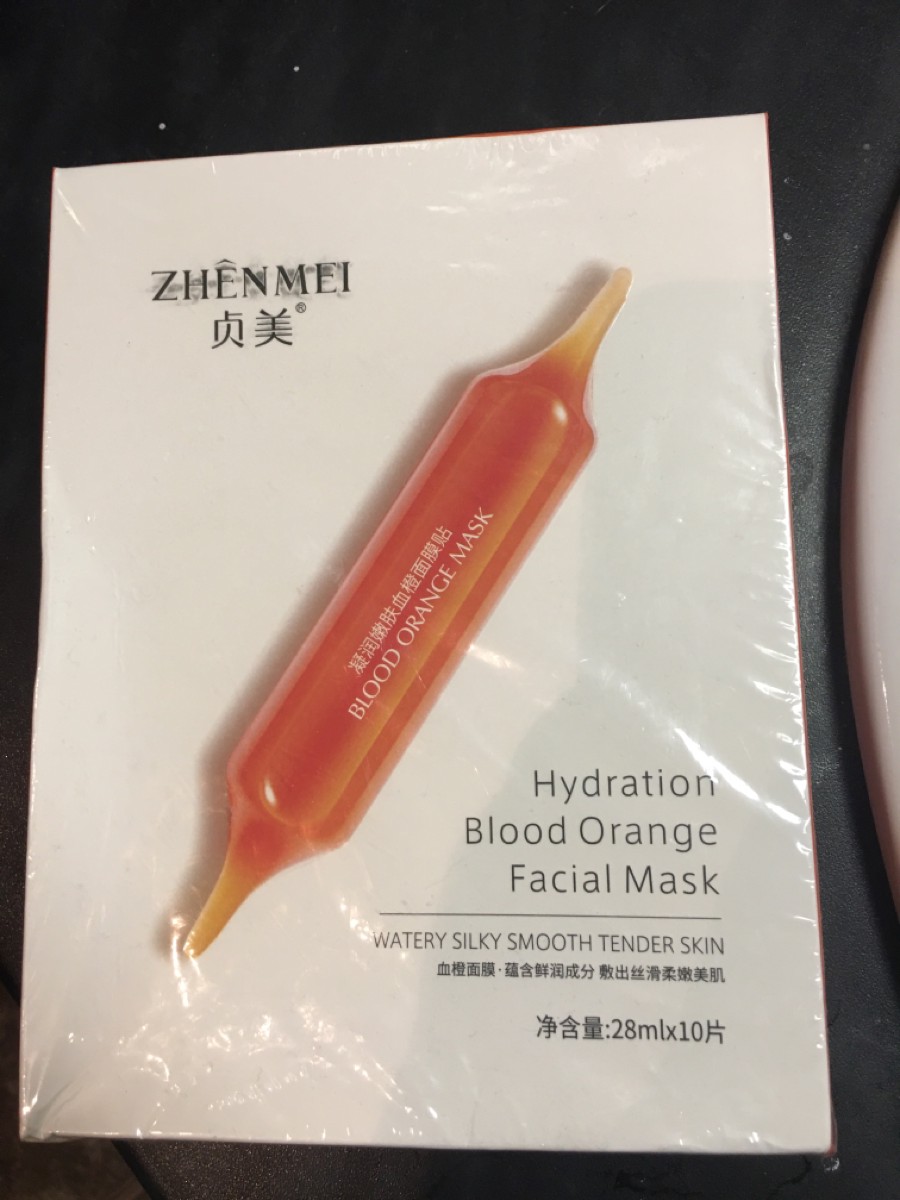 ZHÊNMEI
贞美®
凝润嫩肤血橙面膜贴
BLOOD ORANGE MASK
Hydration
Blood Orange
Facial Mask
WATERY SILKY SMOOTH TENDER SKIN
血橙面膜·蕴含鲜润成分 敷出丝滑柔嫩美肌
净含量:28mlx10片